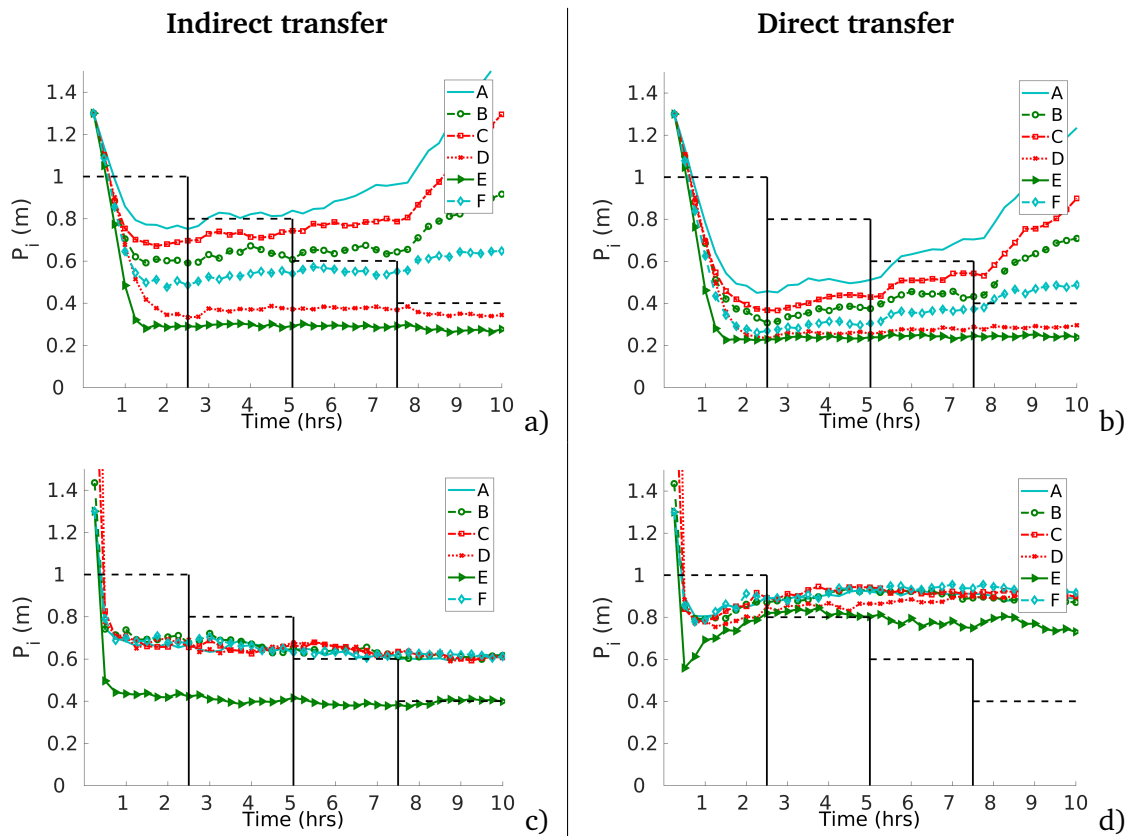 Indirect transfer
Direct transfer
1.4
1.2
1
0.8
0.6
0.4
0.2
0
P_i (m)
1 2 3 4 5 6 7 8 9 10
Time (hrs)
A
B
C
D
E
F
a)
1.4
1.2
1
0.8
0.6
0.4
0.2
0
P_i (m)
1 2 3 4 5 6 7 8 9 10
Time (hrs)
A
B
C
D
E
F
b)
1.4
1.2
1
0.8
0.6
0.4
0.2
0
P_i (m)
1 2 3 4 5 6 7 8 9 10
Time (hrs)
A
B
C
D
E
F
c)
1.4
1.2
1
0.8
0.6
0.4
0.2
0
P_i (m)
1 2 3 4 5 6 7 8 9 10
Time (hrs)
A
B
C
D
E
F
d)